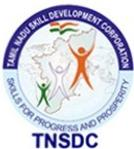 TAMIL NADU SKILL DEVELOPMENT CORPORATION
SKILLS FOR PROGRESS AND PROSPERITY
TNSDC